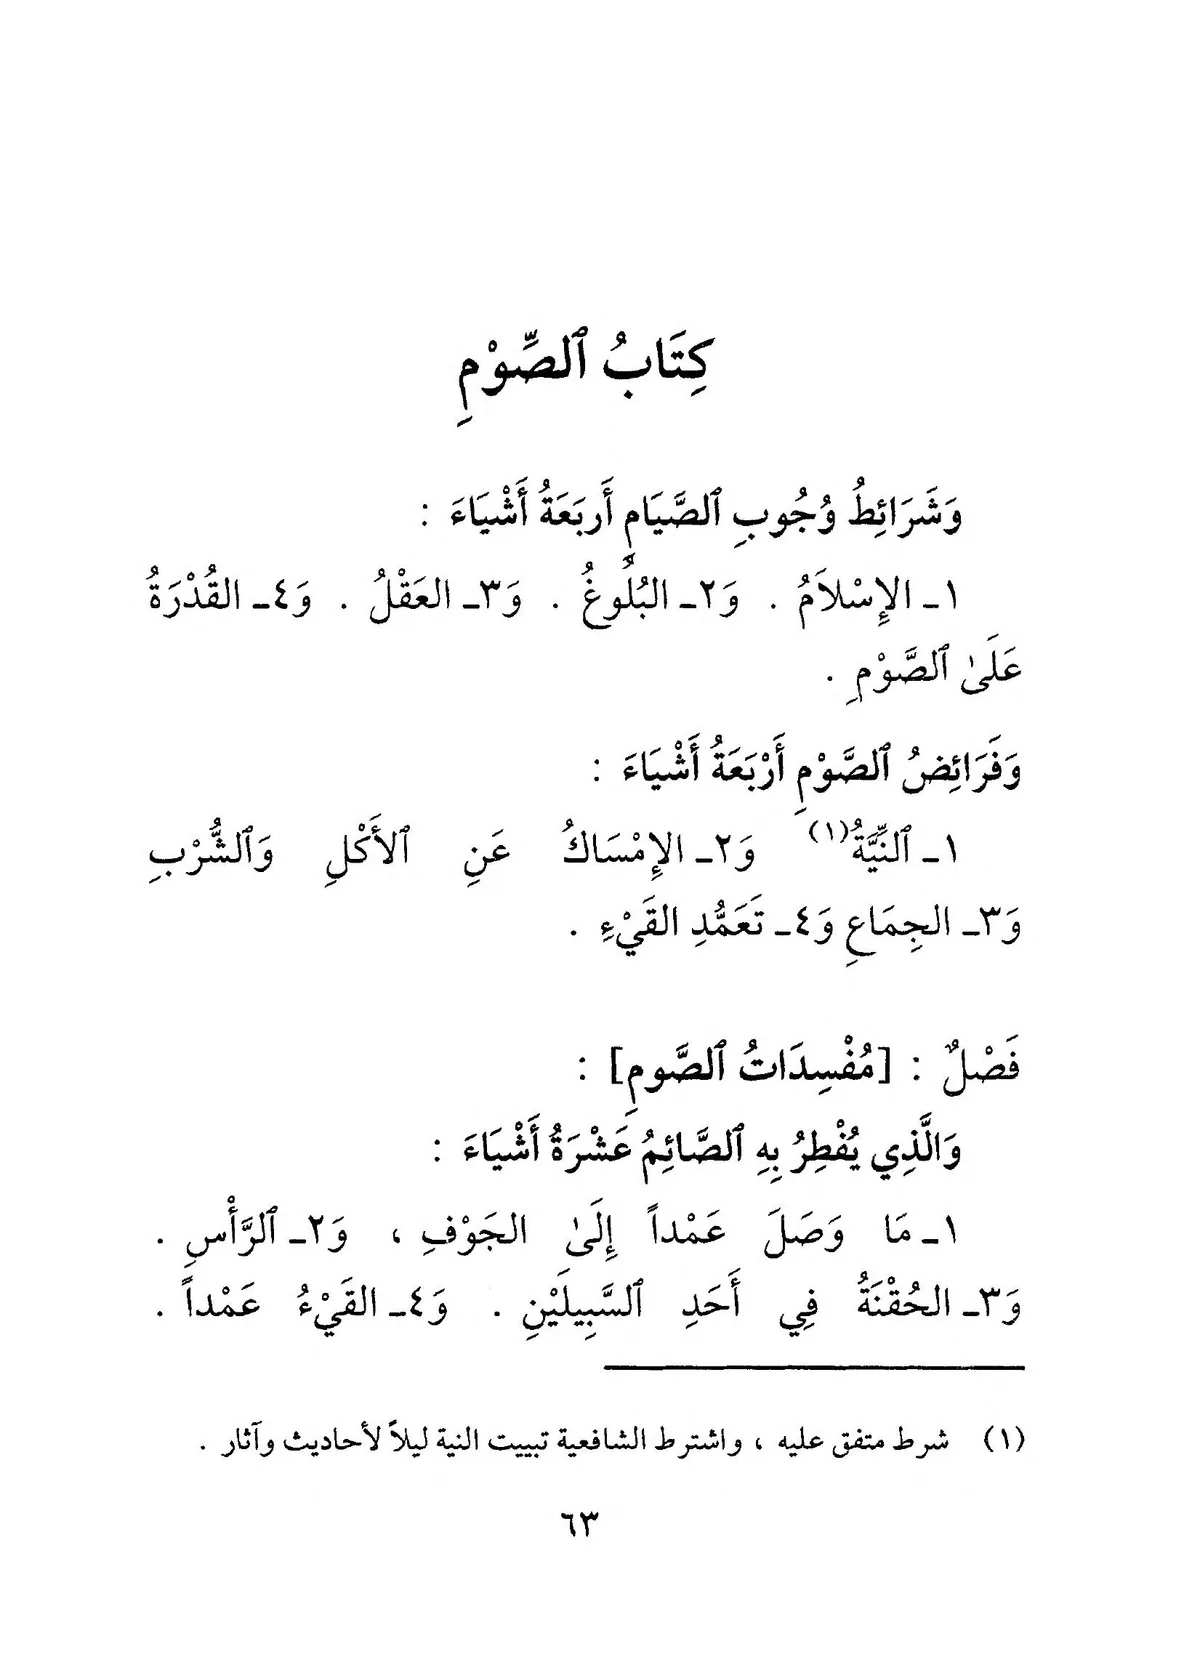 كِتَابُ ٱلصِّوْمِ
وَشَرَائِطُ وُجُوبِ ٱلصَّيَامِ أَربَعَةُ أَشْيَاءَ :
١ـ الإِسْلاَمُ . وَ٢ـ البُلُوغُ . وَ٣ـ العَقْلُ . وَ٤ـ القُدْرَةُ
عَلَىٰ ٱلصَّوْمِ .
وَفَرَائِضُ ٱلصَّوْمِ أَرْبَعَةُ أَشْيَاءَ :
١ـ ٱلنِّيَّةُ(١) وَ٢ـ الإِمْسَاكُ عَنِ ٱلأَكْلِ وَٱلشُّرْبِ
وَ٣ـ الجِمَاعِ وَ٤ـ تَعَمُّدِ القَيْءِ .
فَصْلٌ : [مُفْسِدَاتُ ٱلصَّومِ] :
وَالَّذِي يُفْطِرُ بِهِ ٱلصَّائِمُ عَشْرَةُ أَشْيَاءَ :
١ـ مَا وَصَلَ عَمْداً إِلَىٰ الجَوْفِ ، وَ٢ـ ٱلرَّأْسِ .
وَ٣ـ الحُقْنَةُ فِي أَحَدِ ٱلسَّبِيلَيْنِ . وَ٤ـ القَيْءُ عَمْداً .
(١) شرط متفق عليه ، واشترط الشافعية تبييت النية ليلاً لأحاديث وآثار .
٦٣